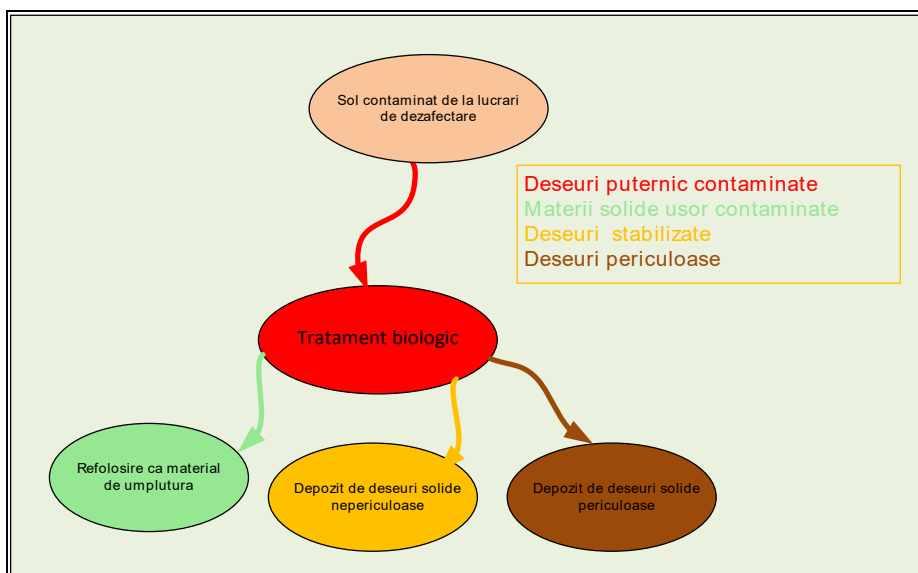 Sol contaminat de la lucrari
de dezafectare
Deseuri puternic contaminate
Materii solide usor contaminate
Deseuri stabilizate
Deseuri periculoase
Tratament biologic
Refolosire ca material
de umplutura
Depozit de deseuri solide
nepericuloase
Depozit de deseuri solide
periculoase